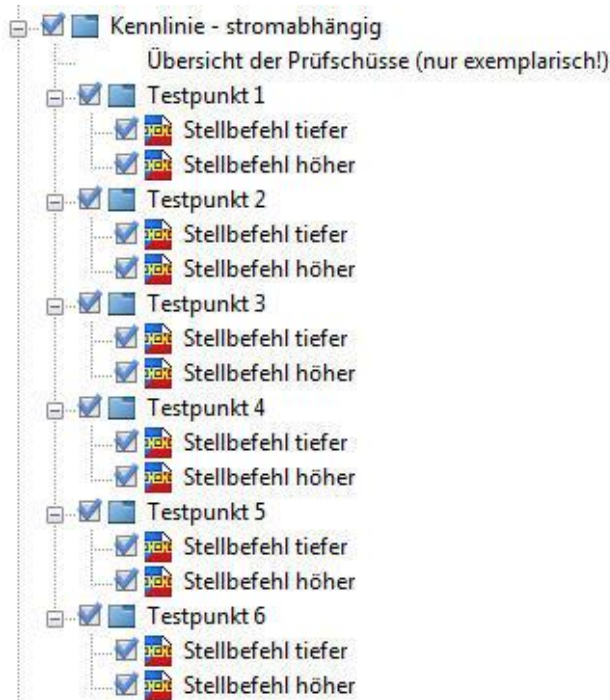 Kennlinie - stromabhängig
Übersicht der Prüfschüsse (nur exemplarisch!)
Testpunkt 1
Stellbefehl tiefer
Stellbefehl höher
Testpunkt 2
Stellbefehl tiefer
Stellbefehl höher
Testpunkt 3
Stellbefehl tiefer
Stellbefehl höher
Testpunkt 4
Stellbefehl tiefer
Stellbefehl höher
Testpunkt 5
Stellbefehl tiefer
Stellbefehl höher
Testpunkt 6
Stellbefehl tiefer
Stellbefehl höher